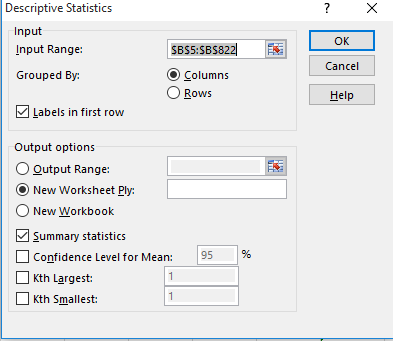 Descriptive Statistics ? ×
Input
Input Range: $B$5:$B$822 OK
Cancel
Grouped By: Columns
Rows
Help
Labels in first row
Output options
Output Range:
New Worksheet Ply:
New Workbook
Summary statistics
Confidence Level for Mean: 95 %
Kth Largest: 1
Kth Smallest: 1